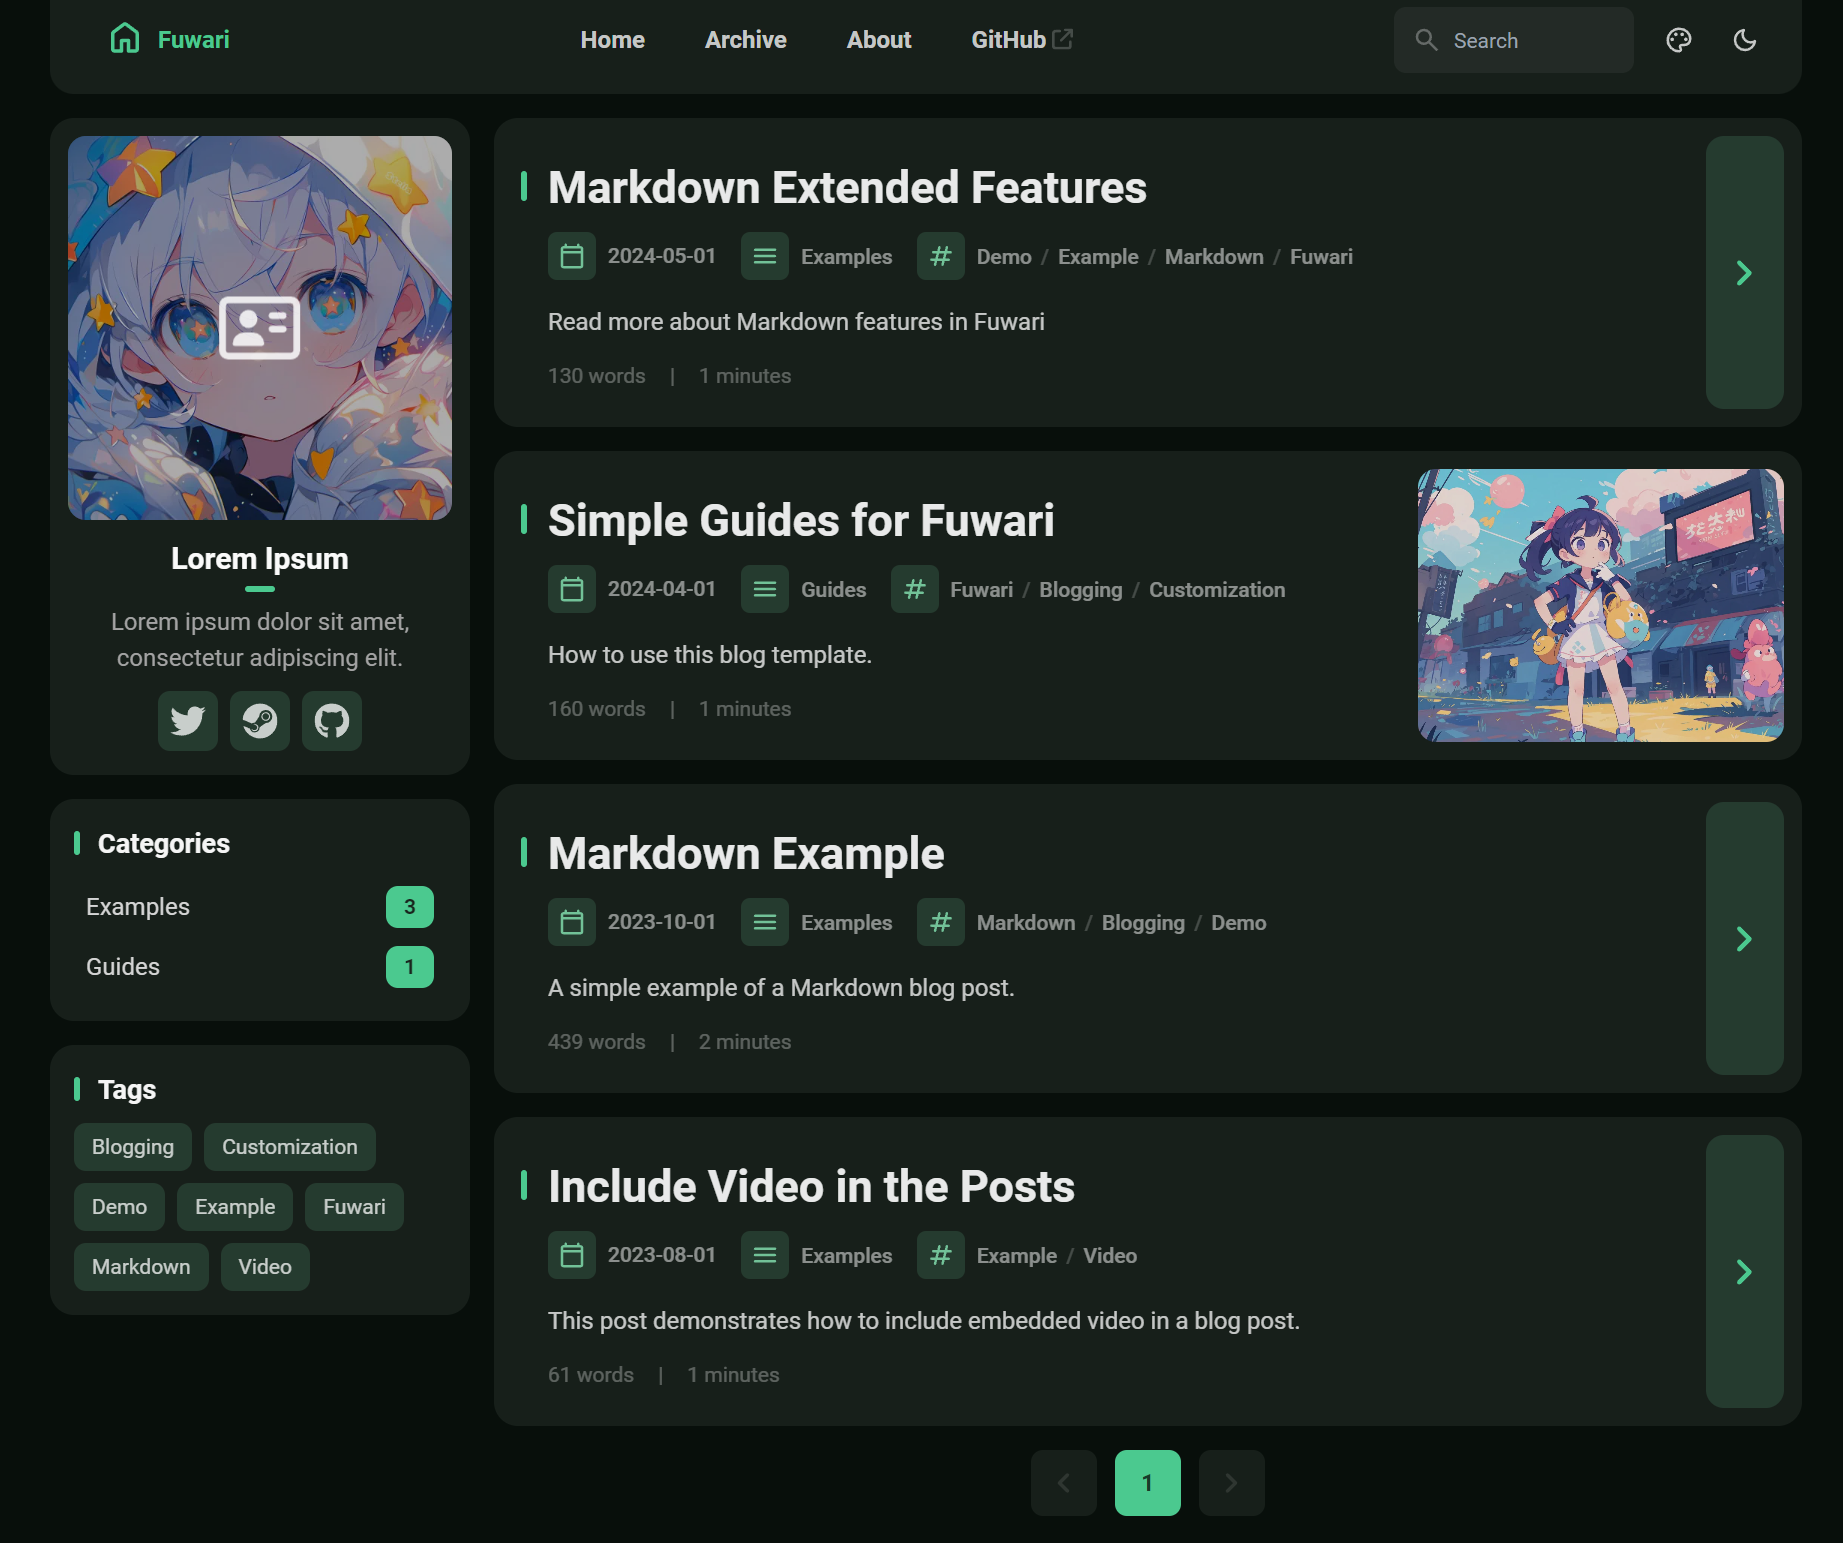 Fuwari
Home Archive About GitHub
Search
Lorem Ipsum
Lorem ipsum dolor sit amet,
consectetur adipiscing elit.
Categories
Examples 3
Guides 1
Tags
Blogging Customization
Demo Example Fuwari
Markdown Video
Markdown Extended Features
2024-05-01 Examples # Demo / Example / Markdown / Fuwari
Read more about Markdown features in Fuwari
130 words | 1 minutes
Simple Guides for Fuwari
2024-04-01 Guides # Fuwari / Blogging / Customization
How to use this blog template.
160 words | 1 minutes
Markdown Example
2023-10-01 Examples # Markdown / Blogging / Demo
A simple example of a Markdown blog post.
439 words | 2 minutes
Include Video in the Posts
2023-08-01 Examples # Example / Video
This post demonstrates how to include embedded video in a blog post.
61 words | 1 minutes
1